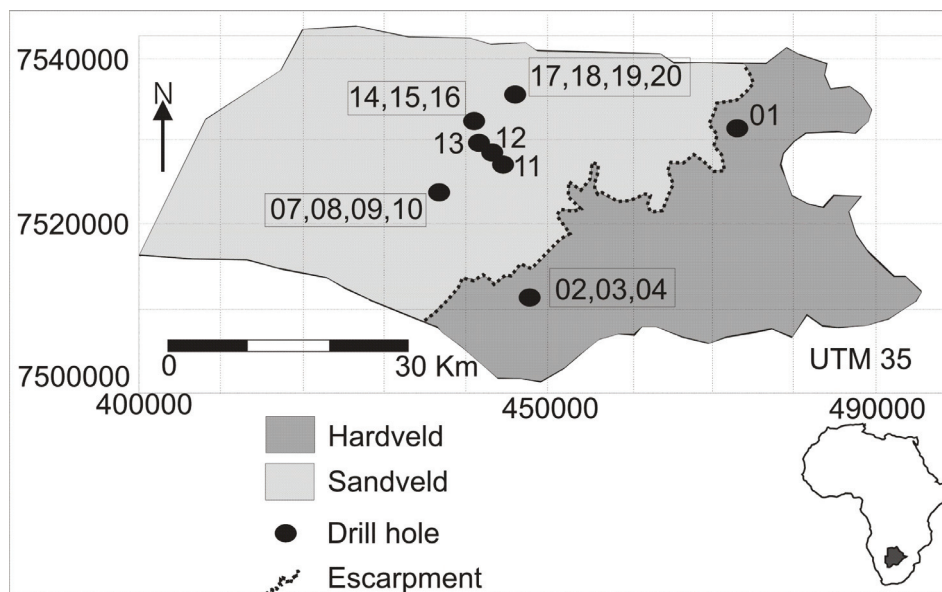 7540000
N
17,18,19,20
14,15,16
01
13
12
11
07,08,09,10
7520000
02,03,04
0
30 Km
UTM 35
7500000
400000
450000
490000
Hardveld
Sandveld
Drill hole
Escarpment